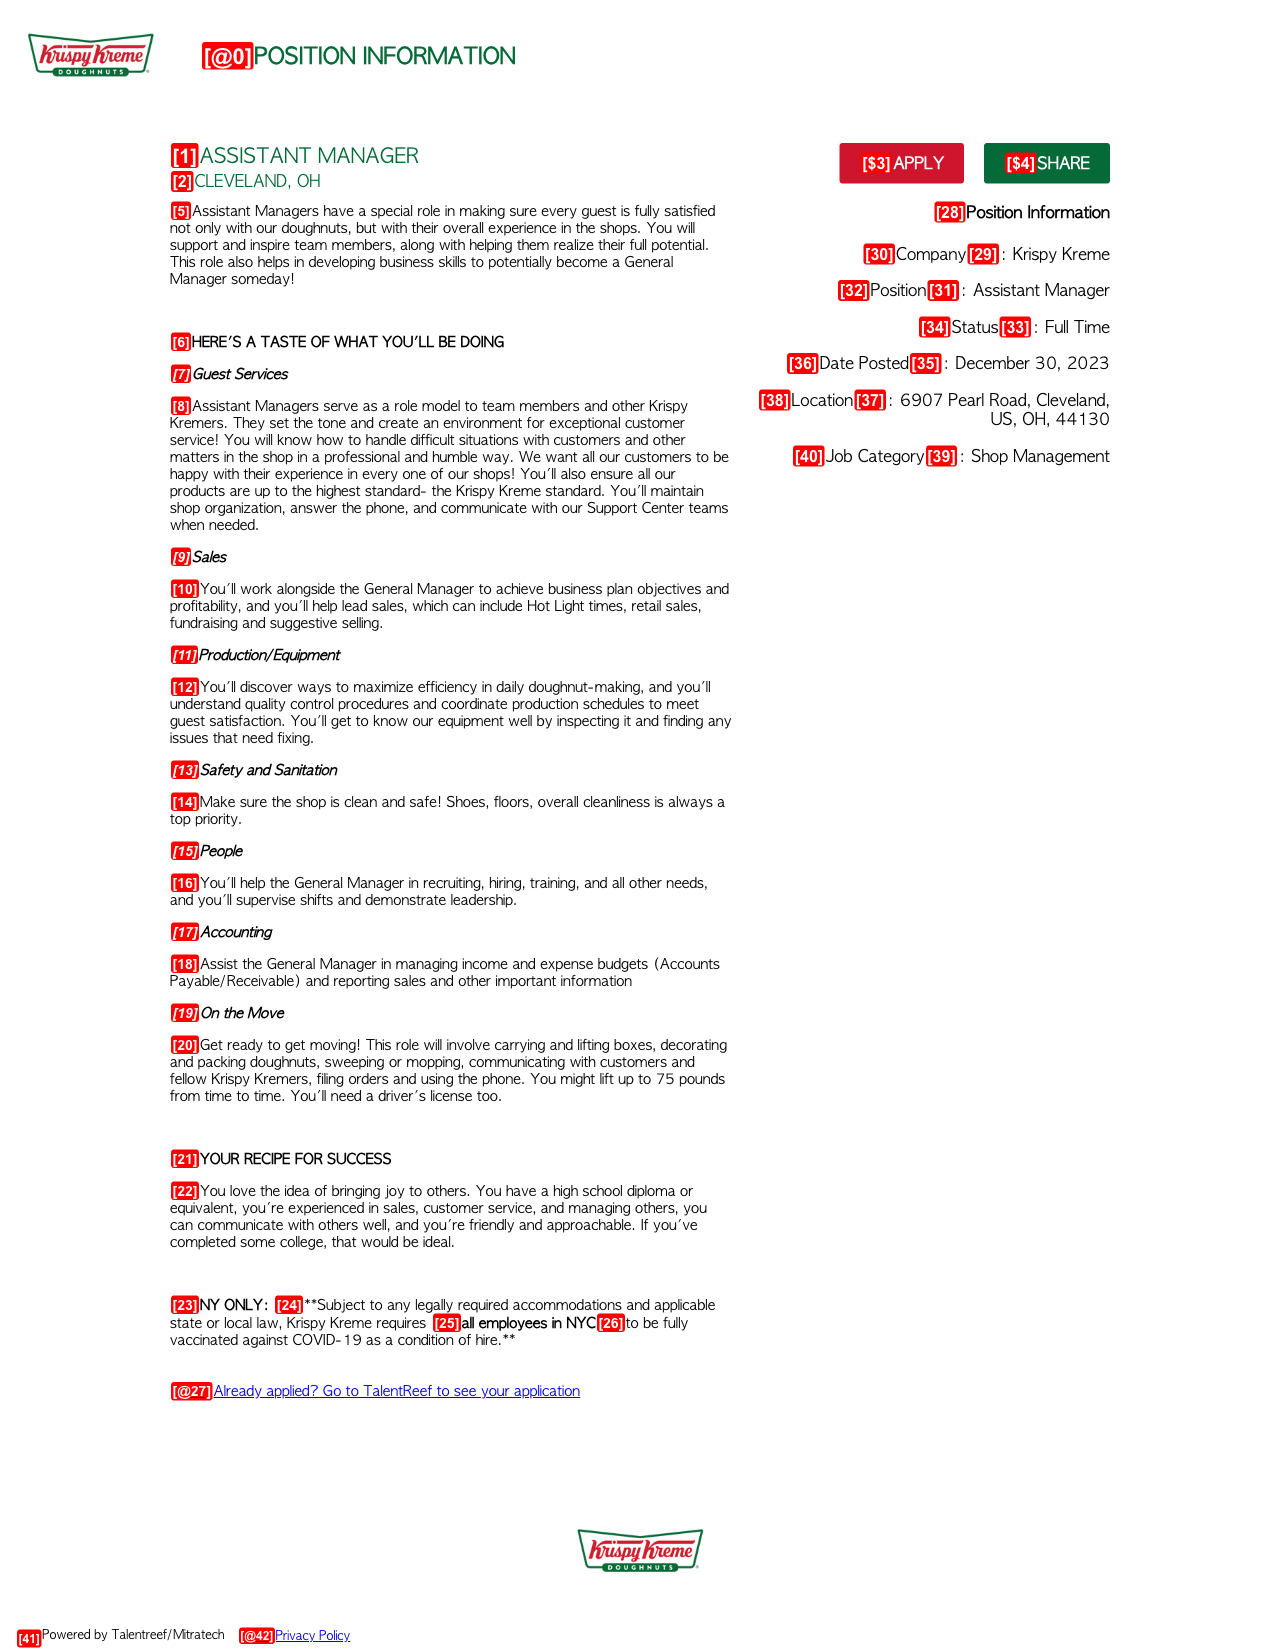 Krispy Kreme
DOUGHNUTS
[@0]POSITION INFORMATION
[1]ASSISTANT MANAGER
[2]CLEVELAND, OH
[$3]APPLY
[$4]SHARE
[5]Assistant Managers have a special role in making sure every guest is fully satisfied
not only with our doughnuts, but with their overall experience in the shops. You will
support and inspire team members, along with helping them realize their full potential.
This role also helps in developing business skills to potentially become a General
Manager someday!
[6]HERE'S A TASTE OF WHAT YOU'LL BE DOING
[7]Guest Services
[8]Assistant Managers serve as a role model to team members and other Krispy
Kremers. They set the tone and create an environment for exceptional customer
service! You will know how to handle difficult situations with customers and other
matters in the shop in a professional and humble way. We want all our customers to be
happy with their experience in every one of our shops! You'll also ensure all our
products are up to the highest standard- the Krispy Kreme standard. You'll maintain
shop organization, answer the phone, and communicate with our Support Center teams
when needed.
[9]Sales
[10]You'll work alongside the General Manager to achieve business plan objectives and
profitability, and you'll help lead sales, which can include Hot Light times, retail sales,
fundraising and suggestive selling.
[11]Production/Equipment
[12]You'll discover ways to maximize efficiency in daily doughnut-making, and you'll
understand quality control procedures and coordinate production schedules to meet
guest satisfaction. You'll get to know our equipment well by inspecting it and finding any
issues that need fixing.
[13]Safety and Sanitation
[14]Make sure the shop is clean and safe! Shoes, floors, overall cleanliness is always a
top priority.
[15]People
[16]You'll help the General Manager in recruiting, hiring, training, and all other needs,
and you'll supervise shifts and demonstrate leadership.
[17]Accounting
[18]Assist the General Manager in managing income and expense budgets (Accounts
Payable/Receivable) and reporting sales and other important information
[19]On the Move
[20]Get ready to get moving! This role will involve carrying and lifting boxes, decorating
and packing doughnuts, sweeping or mopping, communicating with customers and
fellow Krispy Kremers, filing orders and using the phone. You might lift up to 75 pounds
from time to time. You'll need a driver's license too.
[21]YOUR RECIPE FOR SUCCESS
[22]You love the idea of bringing joy to others. You have a high school diploma or
equivalent, you're experienced in sales, customer service, and managing others, you
can communicate with others well, and you're friendly and approachable. If you've
completed some college, that would be ideal.
[23]NY ONLY: [24]**Subject to any legally required accommodations and applicable
state or local law, Krispy Kreme requires [25]all employees in NYC[26]to be fully
vaccinated against COVID-19 as a condition of hire.**
[@27]Already applied? Go to TalentReef to see your application
[28]Position Information
[30]Company[29]: Krispy Kreme
[32]Position[31]: Assistant Manager
[34]Status[33]: Full Time
[36]Date Posted[35]: December 30, 2023
[38]Location[37]: 6907 Pearl Road, Cleveland,
US, OH, 44130
[40]Job Category[39]: Shop Management
Krispy Kreme
DOUGHNUTS
[41]Powered by Talentreef/Mitratech [@42]Privacy Policy